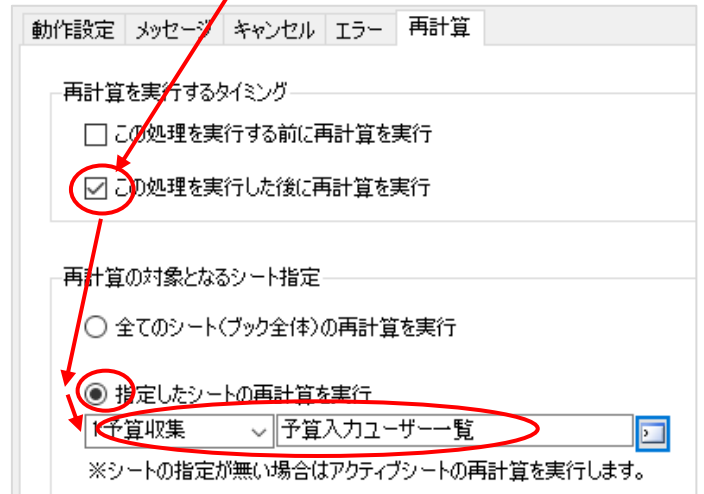 動作設定 メッセージ キャンセル エラー 再計算
再計算を実行するタイミング
この処理を実行する前に再計算を実行
この処理を実行した後に再計算を実行
再計算の対象となるシート指定
全てのシート(ブック全体)の再計算を実行
指定したシートの再計算を実行
1予算収集 予算入力ユーザー一覧
※シートの指定が無い場合はアクティブシートの再計算を実行します。